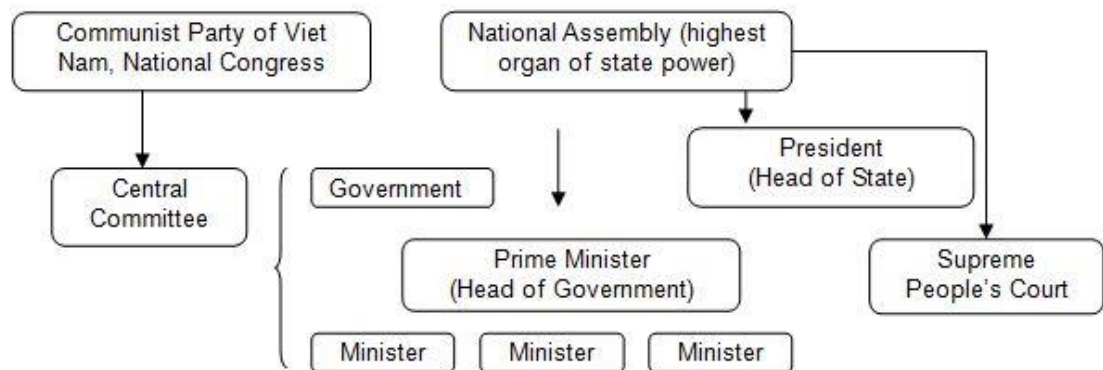 Communist Party of Viet
Nam, National Congress
National Assembly (highest
organ of state power)
President
(Head of State)
Central
Committee
Government
Prime Minister
(Head of Government)
Supreme
People's Court
Minister
Minister
Minister